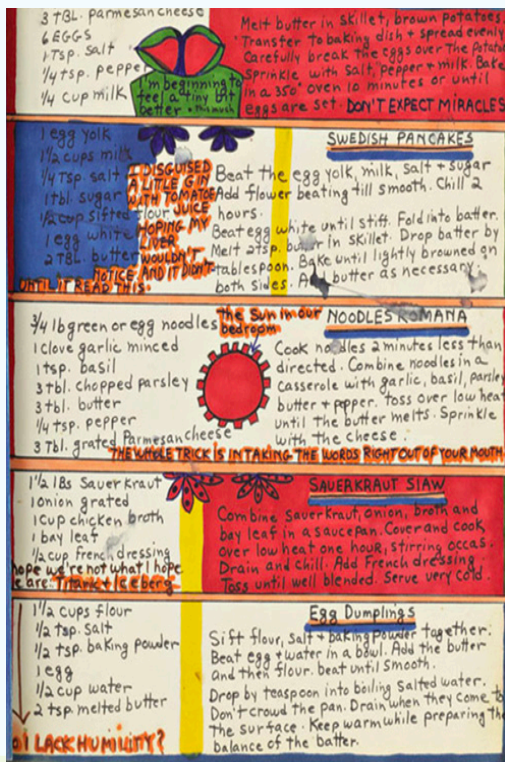 3 TBL. Parmesan cheese
6 EGGS
1 Tsp. salt
1/4 tsp. pepper
1/4 cup milk
I'm beginning to
feel a tiny bit
better
Melt butter in skillet, brown potatoes.
Transfer to baking dish + spread evenly
Carefully break the eggs over the Potato
sprinkle with salt, Pepper + milk. Bake
in a 350° oven 10 minutes or until
eggs are set. DON'T EXPECT MIRACLES
1 egg yolk
1 1/2 cups milk
1/4 Tsp salt
1 tbl. sugar
1/2 cup sifted flour
1 egg white
2 TBL. butter
I DISGUISED
A LITLE GIN
WITH TOMATOE
JUICE
HOPING MY
LIVER
WOULDN'T
NOTICE. AND IT DIDN'T
UNTIL IT READ THIS.
SWEDISH PANCAKES
Beat the egg yolk, milk, salt + sugar
Add flower beating till smooth. Chill 2
hours.
Beat egg white until stiff. Fold into batter.
Melt 2tsp. butter in skillet. Drop batter by
tablespoon. Bake until lightly browned on
both sides. Add butter as necessary.
3/4 lb green or egg noodles
1 clove garlic minced
1 tsp. basil
3 tbl. chopped parsley
3 tbl. butter
1/4 tsp. pepper
3 Tbl. grated Parmesan cheese
the sun in our
bedroom
NOODLES ROMANA
Cook noodles 2 minutes less than
directed. Combine noodles in a
casserole with garlic, basil, parsley
butter + pepper. Toss over low heat
until the butter melts. Sprinkle
with the cheese.
THE WHOLE TRICK IS IN TAKING THE WORDS RIGHT OUT OF YOUR MOUTH
1 1/2 lBs Sauerkraut
1 onion grated
1 cup chicken broth
1 bay leaf
1/2 cup French dressing
hope we're not what I hope
e are: Titanic + Iceberg
SAUERKRAUT SLAW
Combine sauerkraut, onion, broth and
bay leaf in a saucepan. Cover and cook
over low heat one hour, stirring occas.
Drain and chill. Add French dressing
Toss until well blended. Serve very cold.
1 1/2 cups flour
1/2 tsp. salt
1/2 tsp. baking powder
1 egg
1/2 cup water
2 tsp. melted butter
I LACK HUMILITY?
Egg Dumplings
Sift flour, salt + baking powder together.
Beat egg + water in a bowl. Add the butter
and then flour. beat until smooth.
Drop by teaspoon into boiling salted water.
Don't crowd the pan. Drain when they come to
the surface. Keep warm while preparing the
balance of the batter.